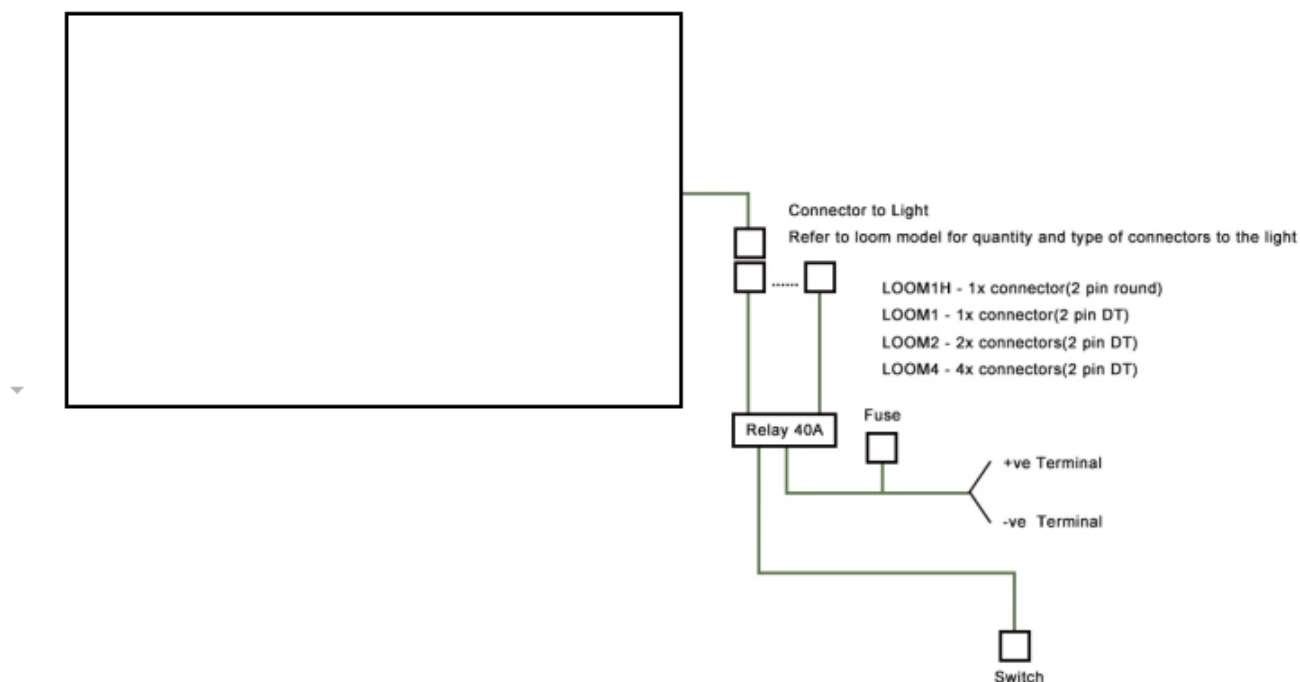 Connector to Light
Refer to loom model for quantity and type of connectors to the light
LOOM1H - 1x connector(2 pin round)
LOOM1 - 1x connector(2 pin DT)
LOOM2 - 2x connectors(2 pin DT)
LOOM4 - 4x connectors(2 pin DT)
Fuse
Relay 40A
+ve Terminal
-ve Terminal
Switch